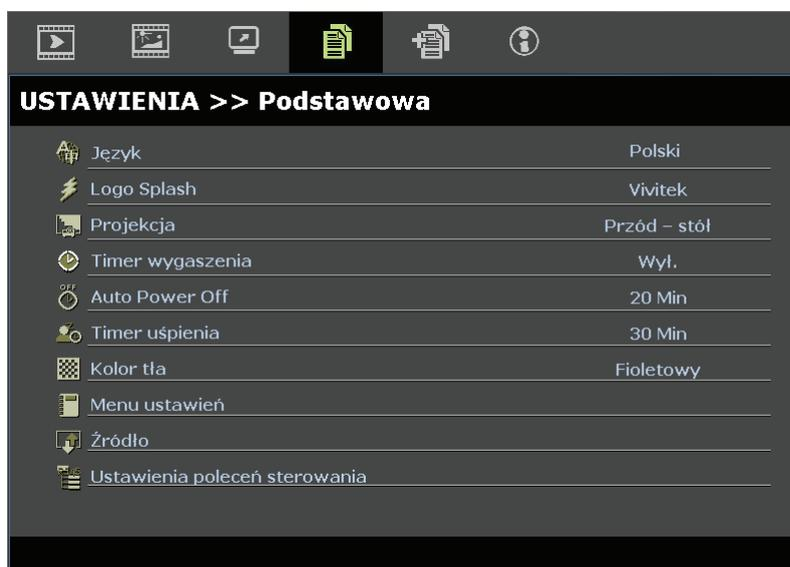 USTAWIENIA >> Podstawowa
Język Polski
Logo Splash Vivitek
Projekcja Przód – stół
Timer wygaszenia Wył.
OFF
Auto Power Off 20 Min
Timer uśpienia 30 Min
Kolor tła Fioletowy
Menu ustawień
Źródło
Ustawienia poleceń sterowania